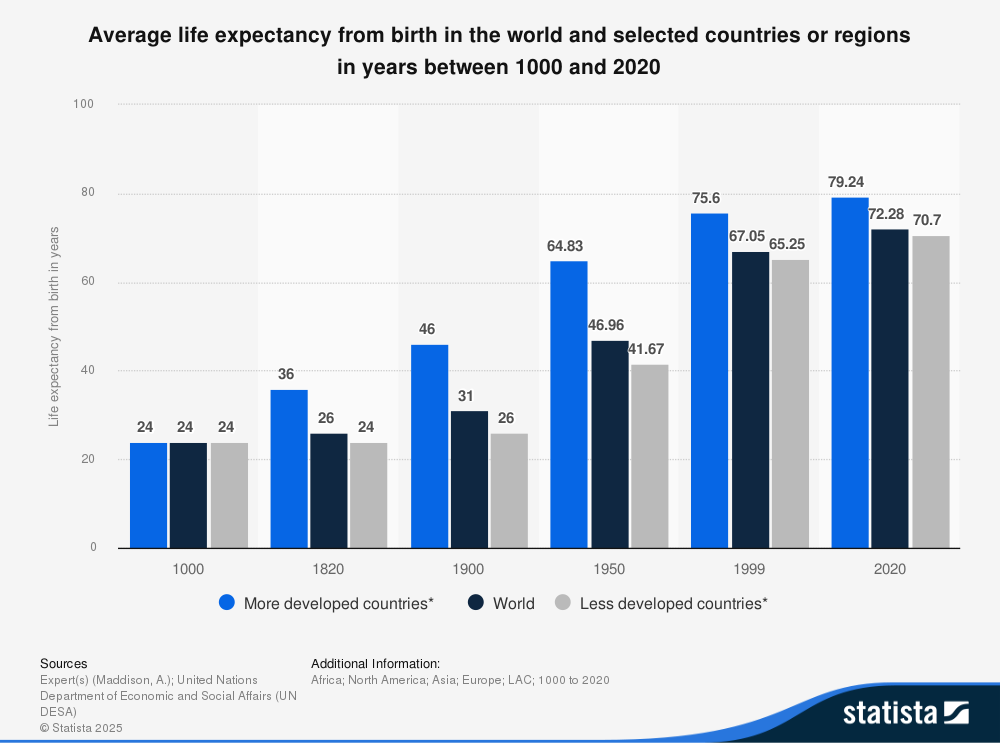 Average life expectancy from birth in the world and selected countries or regions
in years between 1000 and 2020
Life expectancy from birth in years
100
80
60
40
20
0
24
24
24
36
26
24
46
31
26
64.83
46.96
41.67
75.6
67.05
65.25
79.24
72.28
70.7
1000
1820
1900
1950
1999
2020
More developed countries*
World
Less developed countries*
Sources
Expert(s) (Maddison, A.); United Nations
Department of Economic and Social Affairs (UN
DESA)
© Statista 2025
Additional Information:
Africa; North America; Asia; Europe; LAC; 1000 to 2020
statista